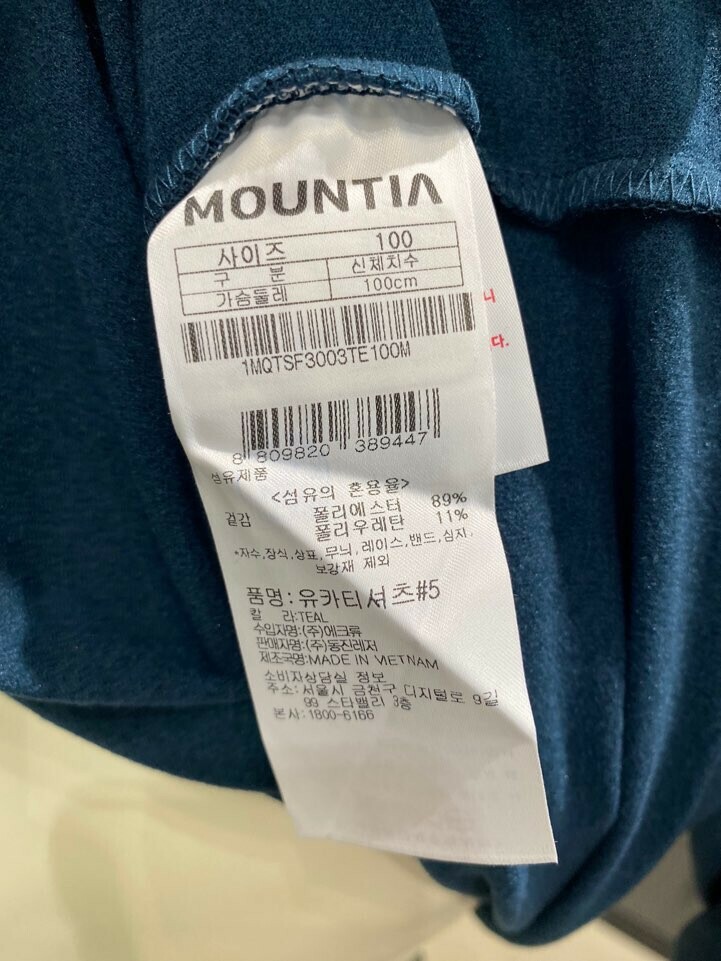 MOUNTIA
사이즈 100
구 분 신체치수
가슴둘레 100cm
1MQTSF3003TE100M
8 809820 389447
섬유제품
<섬유의 혼용율>
겉감 폴리에스터 89%
폴리우레탄 11%
*자수,장식,상표,무늬,레이스,밴드,심지,
보강재 제외
품명:유카티셔츠#5
칼 라:TEAL
수입자명:(주)에크류
판매자명:(주)동진레저
제조국명:MADE IN VIETNAM
소비자상담실 정보
주소: 서울시 금천구 디지털로 9길
99 스타밸리 3층
본사:1800-6166
니
다.